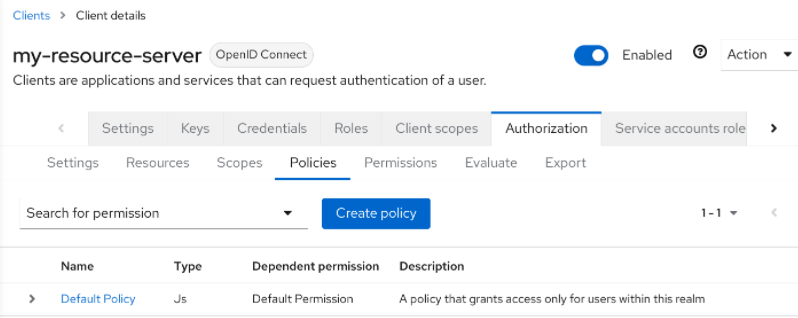 Clients > Client details
my-resource-server OpenID Connect Enabled Action
Clients are applications and services that can request authentication of a user.
Settings Keys Credentials Roles Client scopes Authorization Service accounts role
Settings Resources Scopes Policies Permissions Evaluate Export
Search for permission Create policy 1-1
Name Type Dependent permission Description
Default Policy Js Default Permission A policy that grants access only for users within this realm